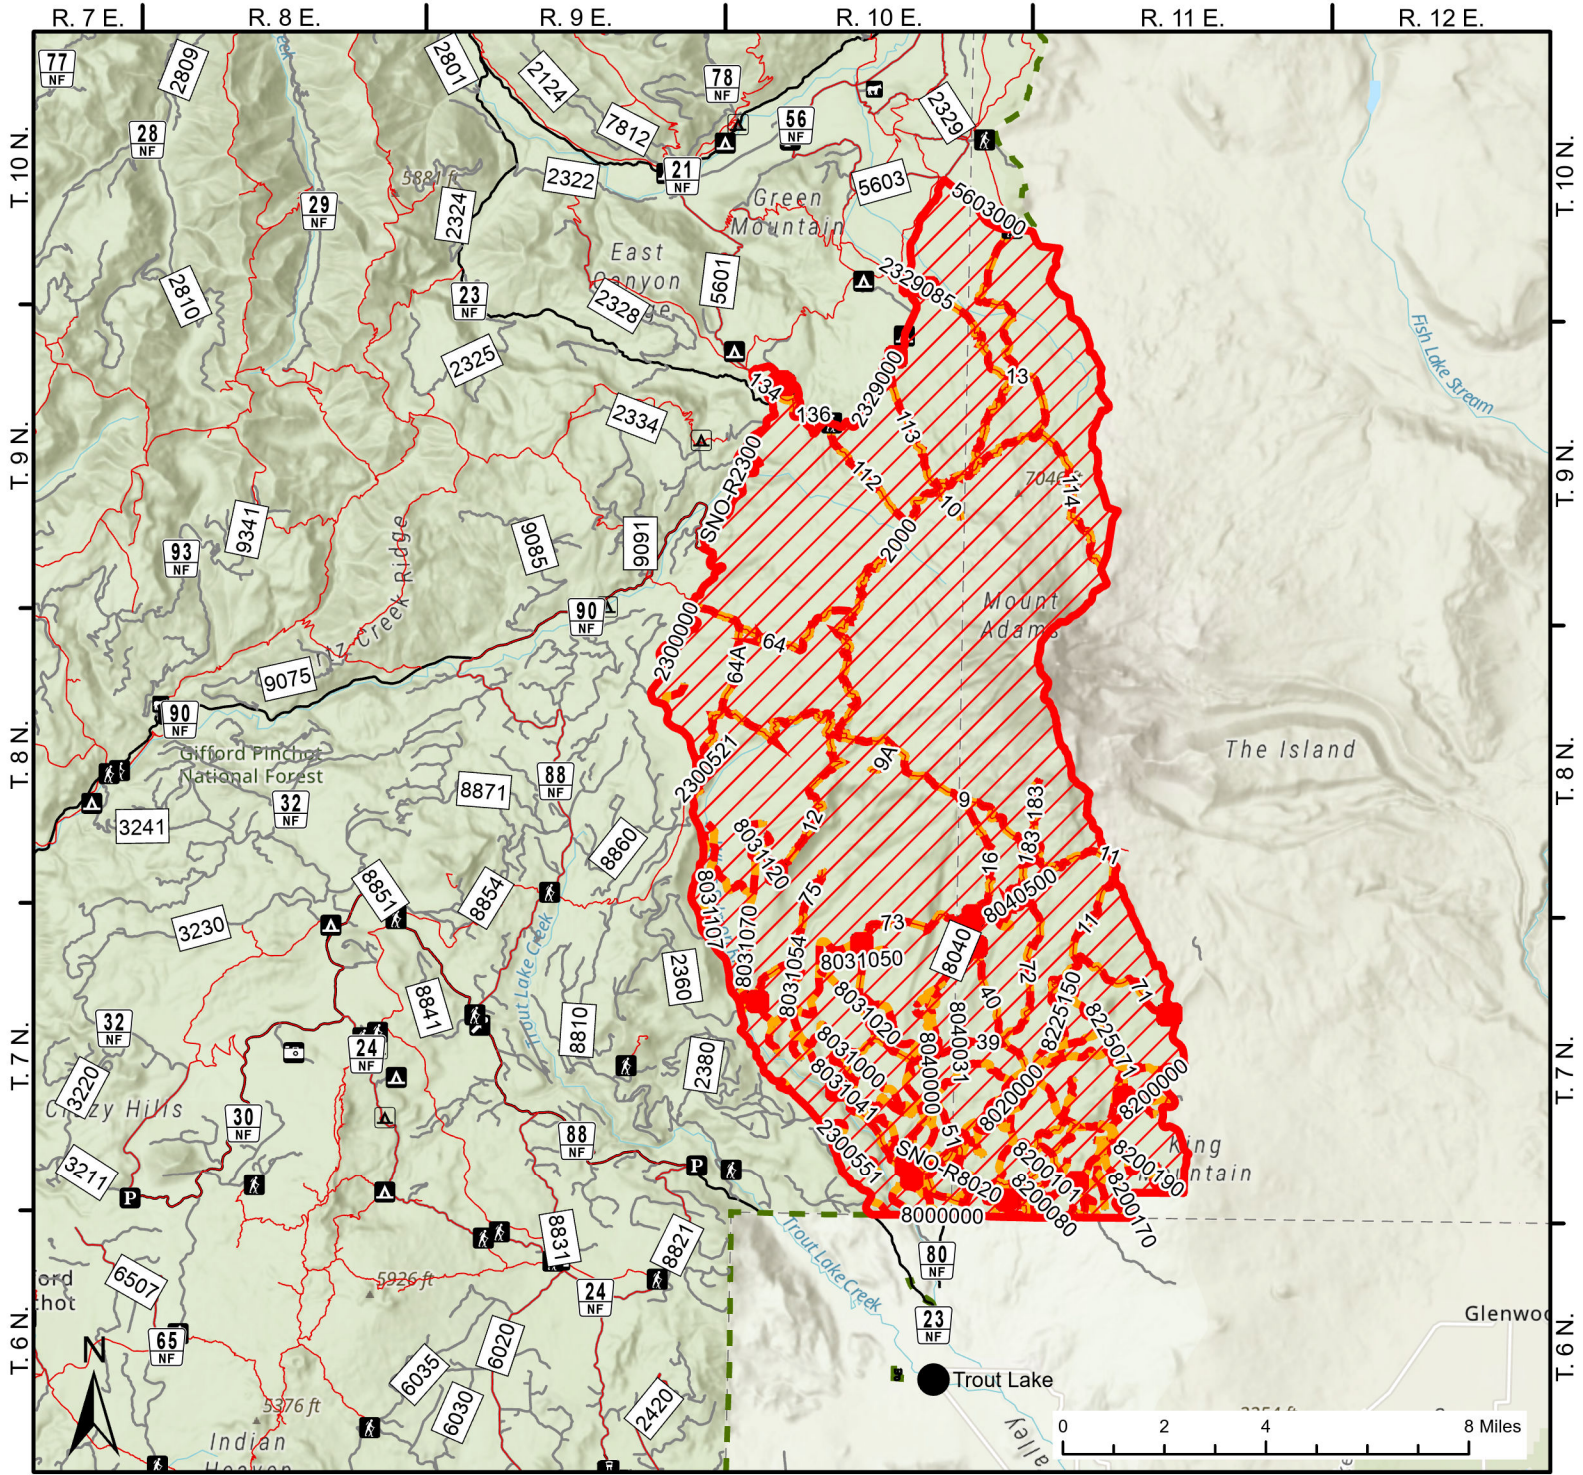 R. 7 E.
R. 8 E.
R. 9 E.
R. 10 E.
R. 11 E.
R. 12 E.
T. 10 N.
T. 9 N.
T. 8 N.
T. 7 N.
T. 6 N.
T. 10 N.
T. 9 N.
T. 8 N.
T. 7 N.
T. 6 N.
77
NF
2809
2801
2124
78
NF
7812
56
NF
2329
28
NF
21
NF
2322
5603
5881 ft
Green
Mountain
5603000
29
NF
2324
East
2328
5601
2329085
2810
23
NF
2325
Fish Lake Stream
134
136
2329000
13
2334
113
SNO-R2300
112
7046 ft
114
10
9341
93
NF
9085
9091
2000
Mount
Adams
90
NF
2300000
64
64A
9075
90
NF
Gifford Pinchot
National Forest
The Island
88
NF
8871
2300521
9A
9
183
32
NF
3241
12
183
8860
8031120
16
11
8851
8854
8031107
75
8040500
3230
8031070
73
11
8040
Trout Lake Creek
2360
8031054
8031050
72
71
8841
8810
8031020
40
8225150
32
NF
8225071
24
NF
8031000
8040031
39
2380
8040000
8020000
3220
8031041
8200000
Crazy Hills
30
NF
88
NF
2300551
51
King
3211
P
P
SNO-R8020
8200101
8200190
8200080
8200170
8000000
Trout Lake Creek
8831
8821
80
NF
6507
5926 ft
24
NF
23
NF
65
NF
N
6035
6020
6030
2420
5376 ft
Indian
Trout Lake
0
2
4
8 Miles